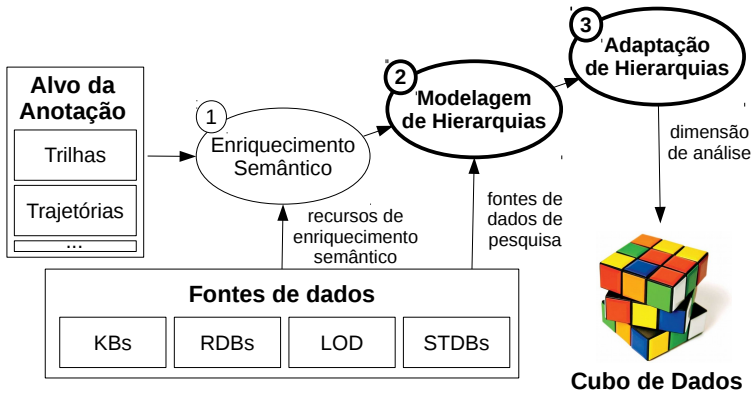 3
Adaptação
de Hierarquias
2
Modelagem
de Hierarquias
Alvo da
Anotação
Trilhas
Trajetórias
...
1
Enriquecimento
Semântico
dimensão
de análise
recursos de
enriquecimento
semântico
fontes de
dados de
pesquisa
Fontes de dados
KBs
RDBs
LOD
STDBs
Cubo de Dados